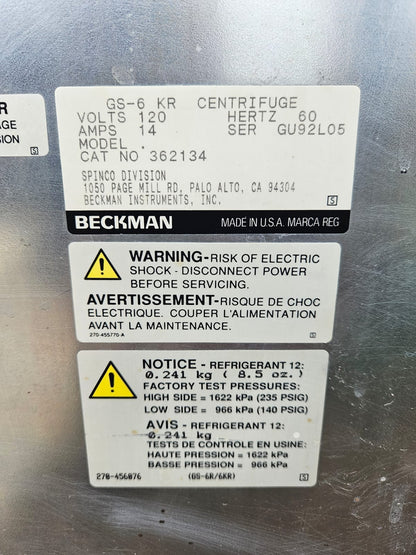 R
AGE
SION
S
GS-6 KR CENTRIFUGE
VOLTS 120 HERTZ 60
AMPS 14 SER GU92L05
MODEL .
CAT NO 362134
SPINCO DIVISION
1050 PAGE MILL RD, PALO ALTO, CA 94304
BECKMAN INSTRUMENTS, INC. S
BECKMAN MADE IN U.S.A. MARCA REG
WARNING-RISK OF ELECTRIC
SHOCK - DISCONNECT POWER
BEFORE SERVICING.
AVERTISSEMENT-RISQUE DE CHOC
ELECTRIQUE. COUPER L'ALIMENTATION
AVANT LA MAINTENANCE.
270-455770-A S
NOTICE - REFRIGERANT 12:
0.241 kg ( 8.5 oz.)
FACTORY TEST PRESSURES:
HIGH SIDE = 1622 kPa (235 PSIG)
LOW SIDE = 966 kPa (140 PSIG)
AVIS - REFRIGERANT 12:
0.241 kg
TESTS DE CONTROLE EN USINE:
HAUTE PRESSION = 1622 kPa
BASSE PRESSION = 966 kPa
270-456076 (GS-6R/6KR) S